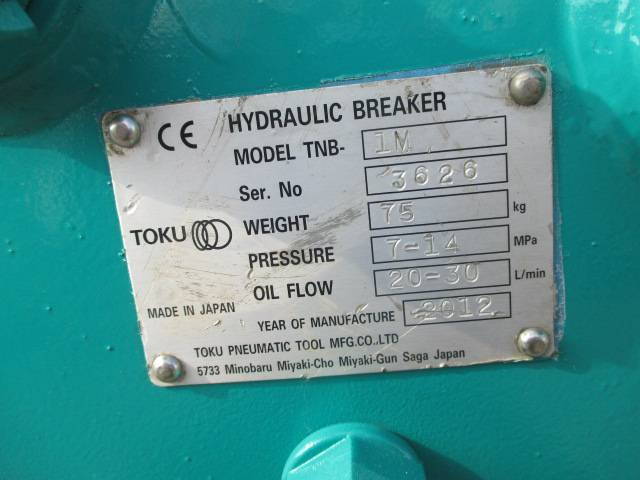 CE HYDRAULIC BREAKER
MODEL TNB- 1M
Ser. No 3626
WEIGHT 75 kg
TOKU
PRESSURE 7-14 MPa
OIL FLOW 20-30 L/min
MADE IN JAPAN
YEAR OF MANUFACTURE 2012
TOKU PNEUMATIC TOOL MFG.CO.,LTD
5733 Minobaru Miyaki-Cho Miyaki-Gun Saga Japan